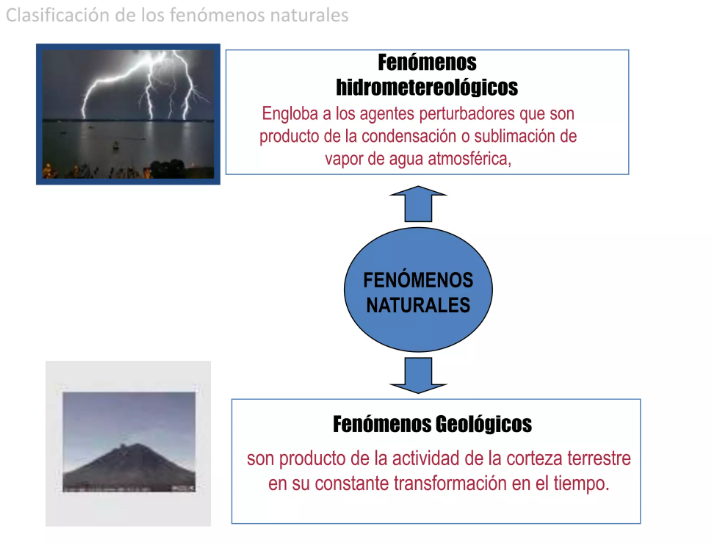 Clasificación de los fenómenos naturales
Fenómenos
hidrometereológicos
Engloba a los agentes perturbadores que son
producto de la condensación o sublimación de
vapor de agua atmosférica,
FENÓMENOS
NATURALES
Fenómenos Geológicos
son producto de la actividad de la corteza terrestre
en su constante transformación en el tiempo.